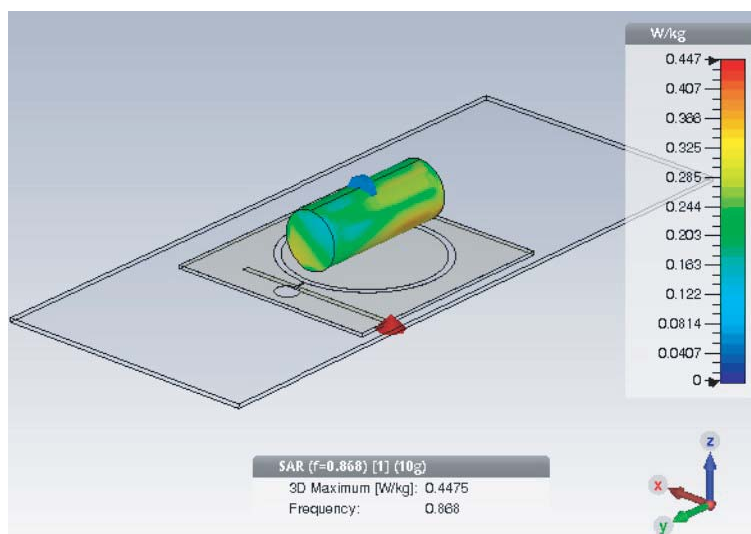 W/kg
0.447
0.407
0.366
0.325
0.285
0.244
0.203
0.163
0.122
0.0814
0.0407
0
SAR (f=0.868) [1] (10g)
3D Maximum [W/kg]: 0.4475
Frequency: 0.868
z
x
y